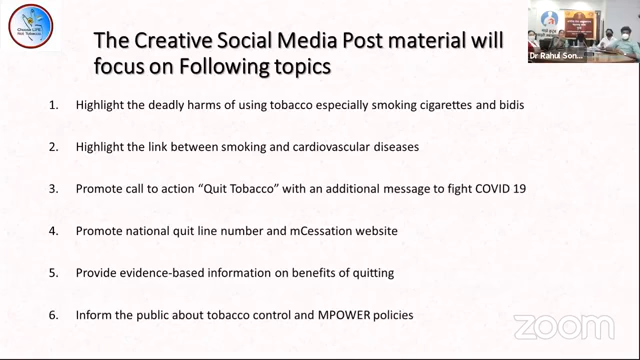 Choose LIFE
Not Tobacco
The Creative Social Media Post material will
focus on Following topics
Dr Rahul Son...
1. Highlight the deadly harms of using tobacco especially smoking cigarettes and bidis
2. Highlight the link between smoking and cardiovascular diseases
3. Promote call to action “Quit Tobacco” with an additional message to fight COVID 19
4. Promote national quit line number and mCessation website
5. Provide evidence-based information on benefits of quitting
6. Inform the public about tobacco control and MPOWER policies
zoom